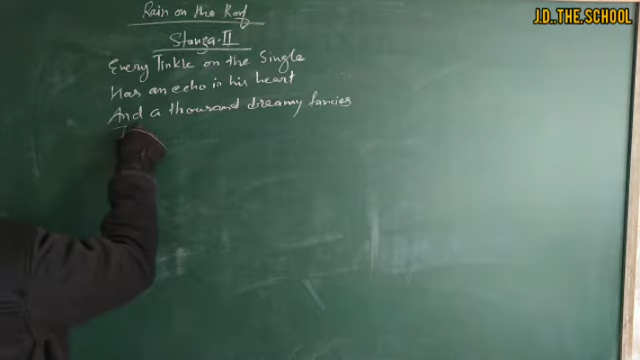 J.D..THE.SCHOOL
Rain on the Roof
Stanza-II
Every Tinkle on the Single
Has an echo in his heart
And a thousand dreamy fancies